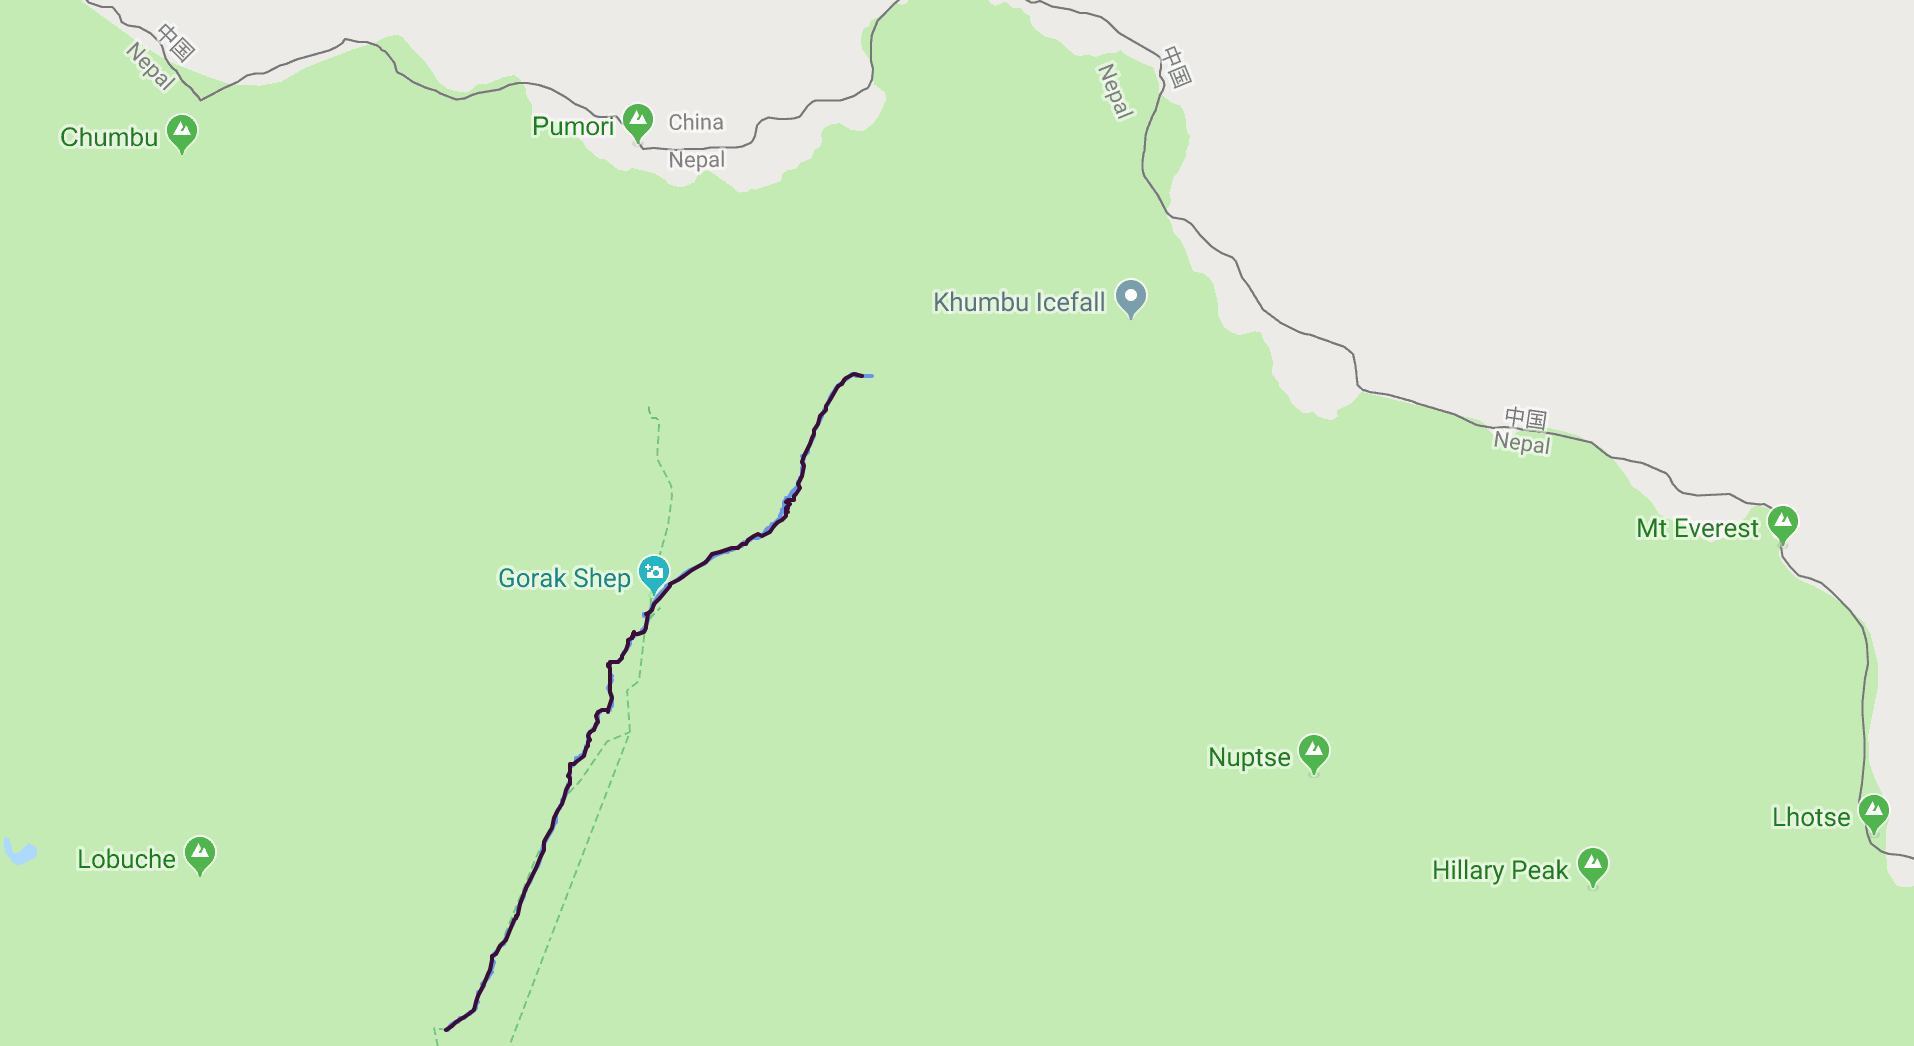 中国
Nepal
中国
Nepal
Chumbu
Pumori
China
Nepal
Khumbu Icefall
中国
Nepal
Mt Everest
Gorak Shep
Nuptse
Lhotse
Lobuche
Hillary Peak